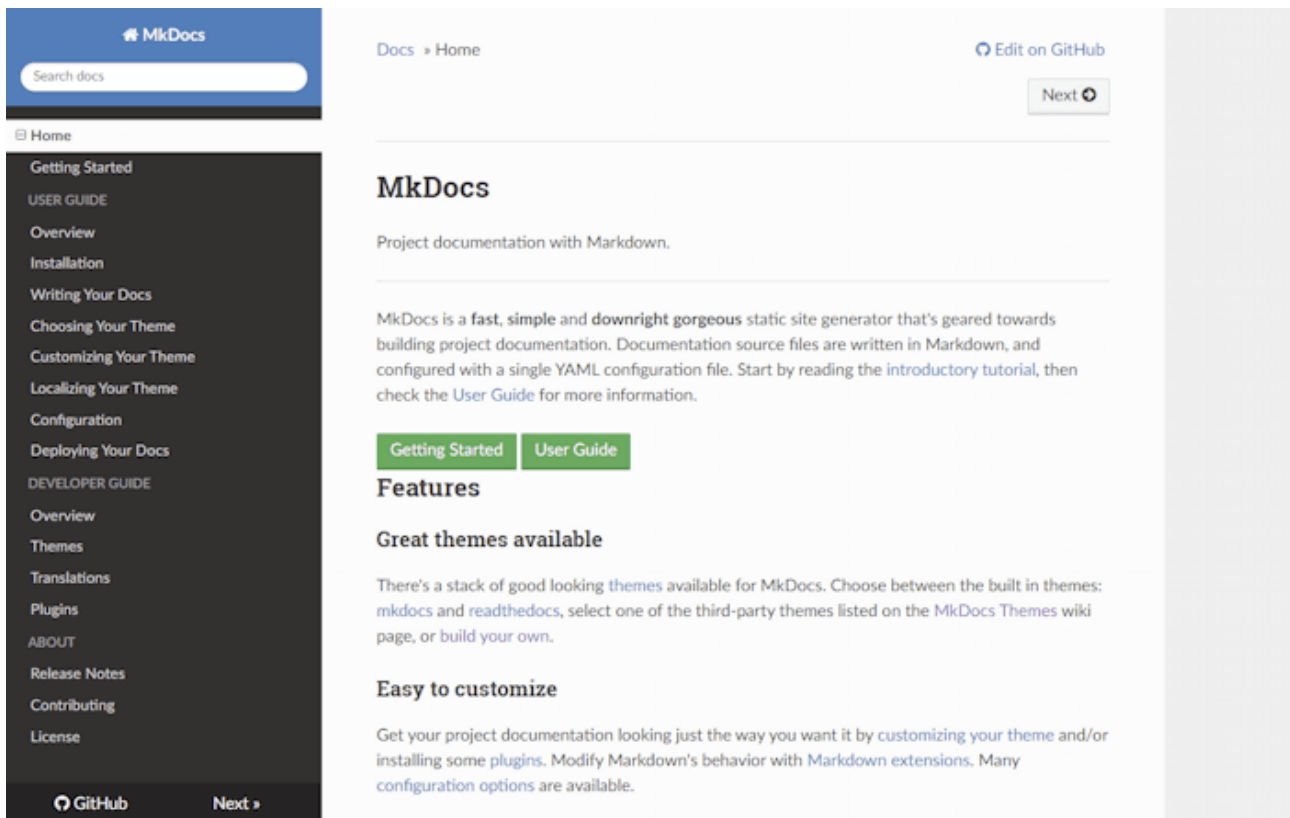 MkDocs
Search docs
Home
Getting Started
USER GUIDE
Overview
Installation
Writing Your Docs
Choosing Your Theme
Customizing Your Theme
Localizing Your Theme
Configuration
Deploying Your Docs
DEVELOPER GUIDE
Overview
Themes
Translations
Plugins
ABOUT
Release Notes
Contributing
License
GitHub Next »
Docs » Home Edit on GitHub
Next
MkDocs
Project documentation with Markdown.
MkDocs is a fast, simple and downright gorgeous static site generator that's geared towards
building project documentation. Documentation source files are written in Markdown, and
configured with a single YAML configuration file. Start by reading the introductory tutorial, then
check the User Guide for more information.
Getting Started User Guide
Features
Great themes available
There's a stack of good looking themes available for MkDocs. Choose between the built in themes:
mkdocs and readthedocs, select one of the third-party themes listed on the MkDocs Themes wiki
page, or build your own.
Easy to customize
Get your project documentation looking just the way you want it by customizing your theme and/or
installing some plugins. Modify Markdown's behavior with Markdown extensions. Many
configuration options are available.